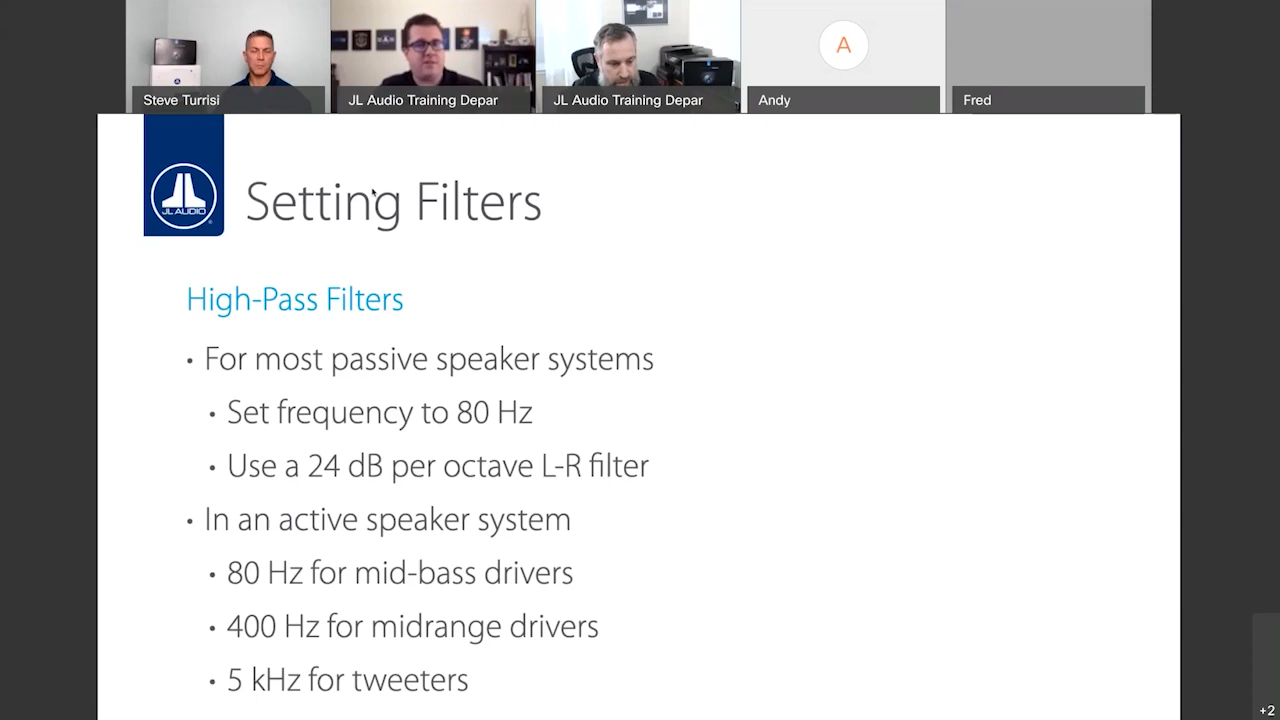 Steve Turrisi
JL Audio Training Depar
JL Audio Training Depar
A
Andy
Fred
JL AUDIO
Setting Filters
High-Pass Filters
• For most passive speaker systems
• Set frequency to 80 Hz
• Use a 24 dB per octave L-R filter
• In an active speaker system
• 80 Hz for mid-bass drivers
• 400 Hz for midrange drivers
• 5 kHz for tweeters
+2